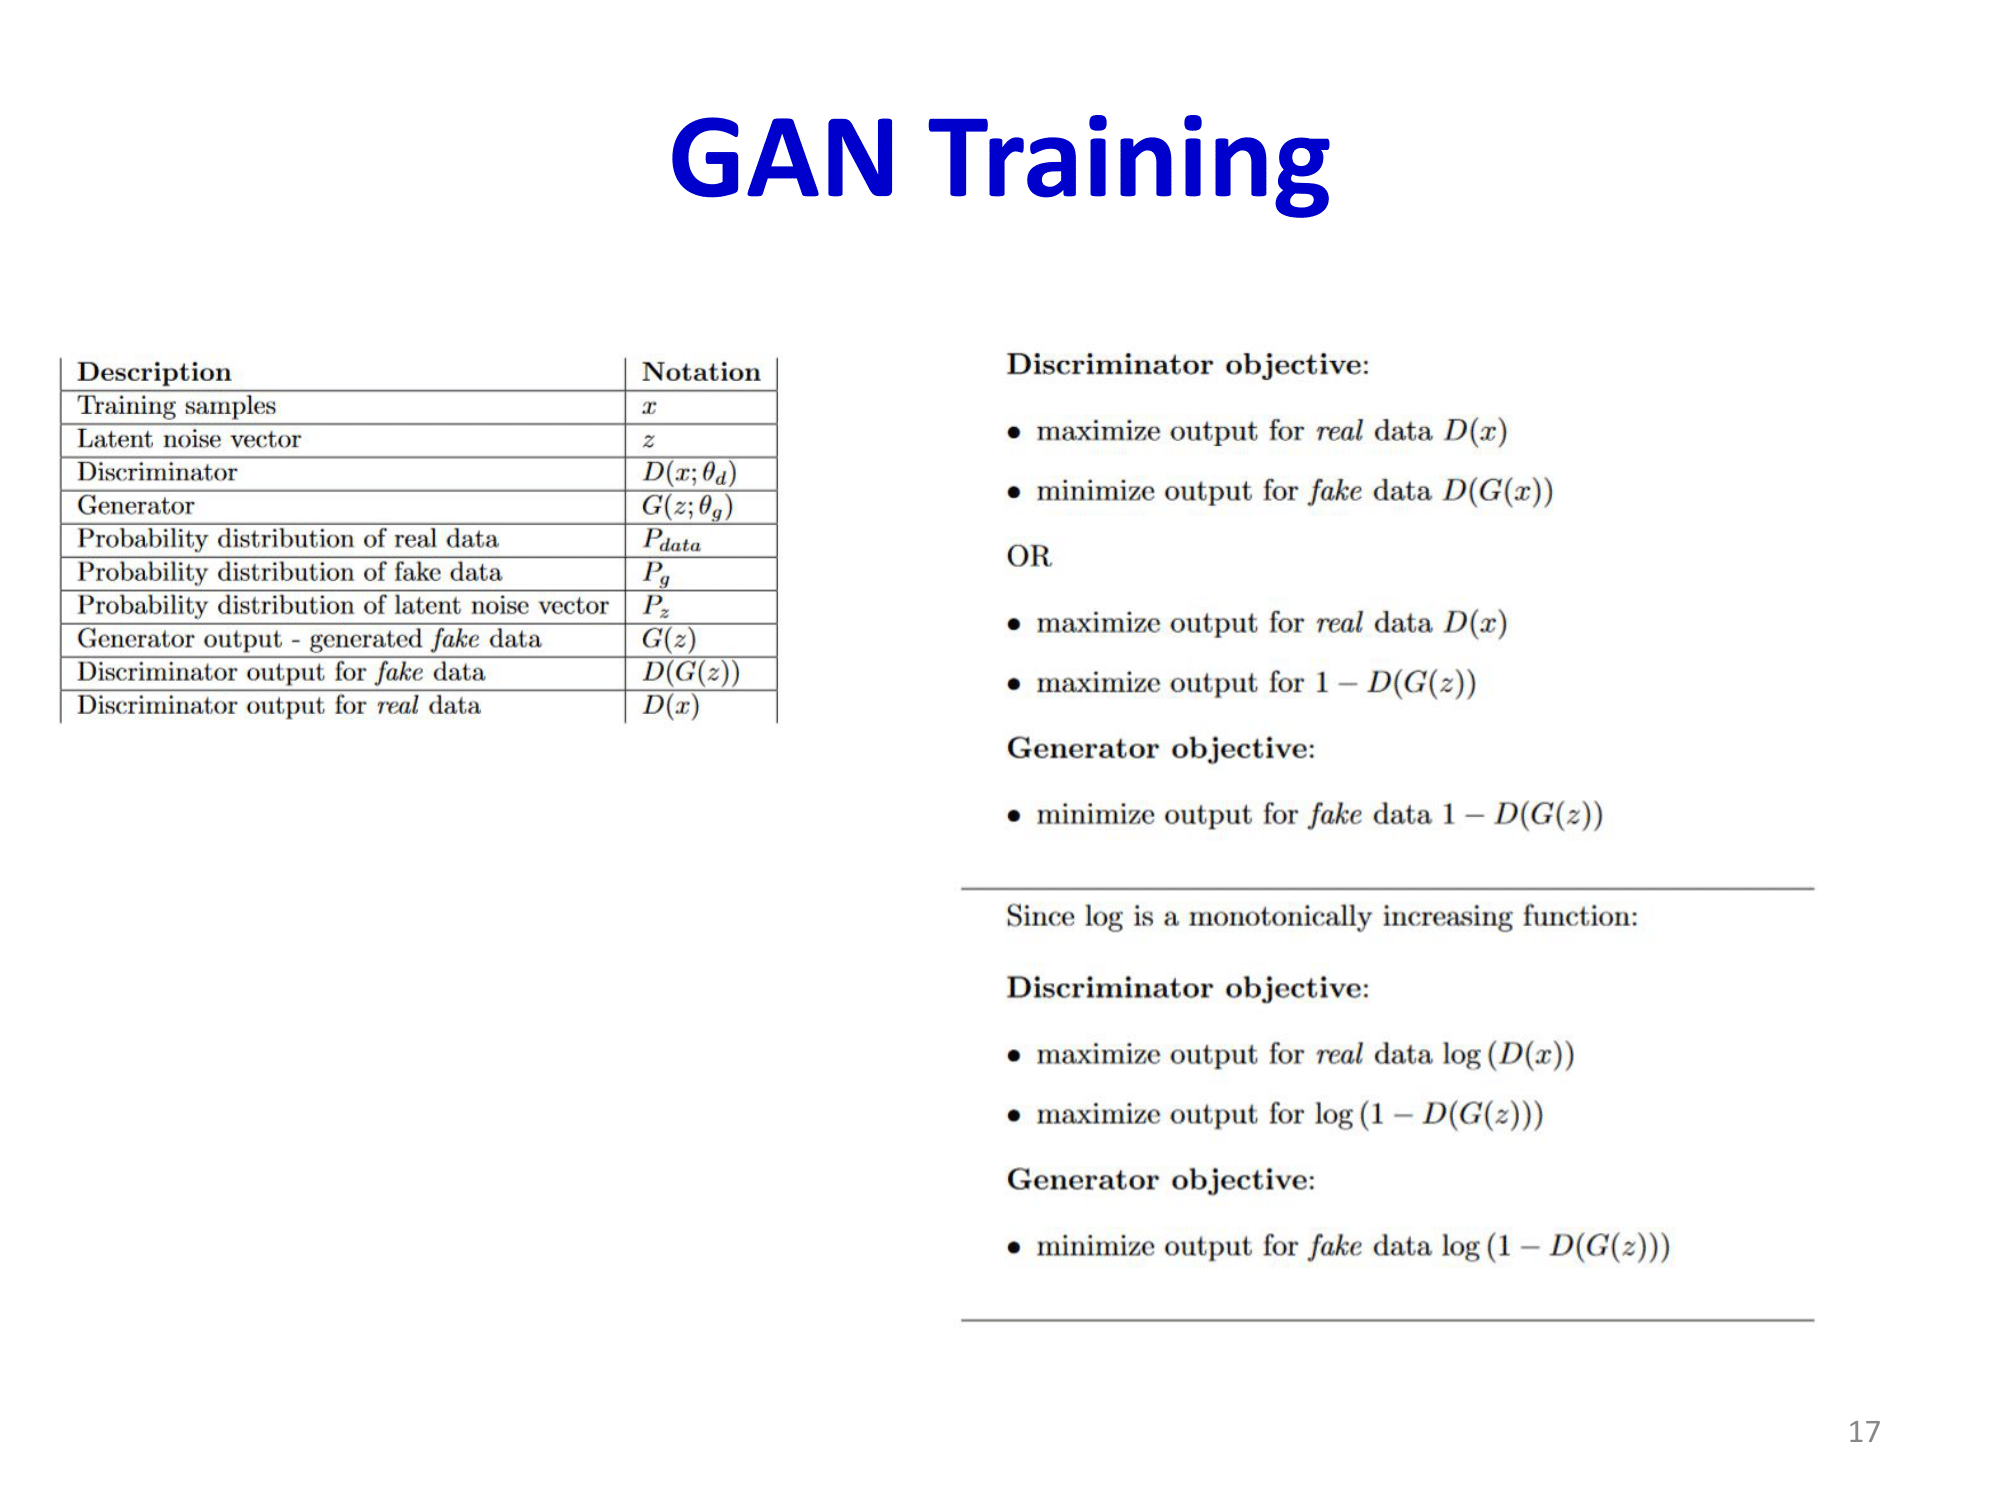 GAN Training
Description Notation
Training samples x
Latent noise vector z
Discriminator D(x; θ_d)
Generator G(z; θ_g)
Probability distribution of real data P_data
Probability distribution of fake data P_g
Probability distribution of latent noise vector P_z
Generator output - generated fake data G(z)
Discriminator output for fake data D(G(z))
Discriminator output for real data D(x)
Discriminator objective:
• maximize output for real data D(x)
• minimize output for fake data D(G(x))
OR
• maximize output for real data D(x)
• maximize output for 1 − D(G(z))
Generator objective:
• minimize output for fake data 1 − D(G(z))
Since log is a monotonically increasing function:
Discriminator objective:
• maximize output for real data log (D(x))
• maximize output for log (1 − D(G(z)))
Generator objective:
• minimize output for fake data log (1 − D(G(z)))
17